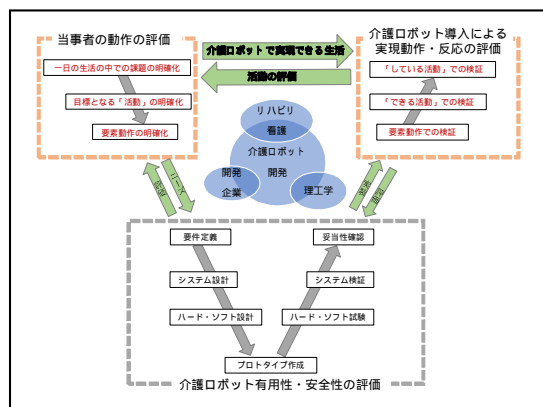 当事者の動作の評価
一日の生活の中での課題の明確化
目標となる「活動」の明確化
要素動作の明確化
介護ロボットで実現できる生活
活動の評価
介護ロボット導入による
実現動作・反応の評価
「している活動」での検証
「できる活動」での検証
要素動作での検証
リハビリ
看護
介護ロボット
開発
開発
企業
理工学
ニーズ
要件定義
システム設計
ハード・ソフト設計
プロトタイプ作成
ハード・ソフト試験
システム検証
妥当性確認
介護ロボット有用性・安全性の評価